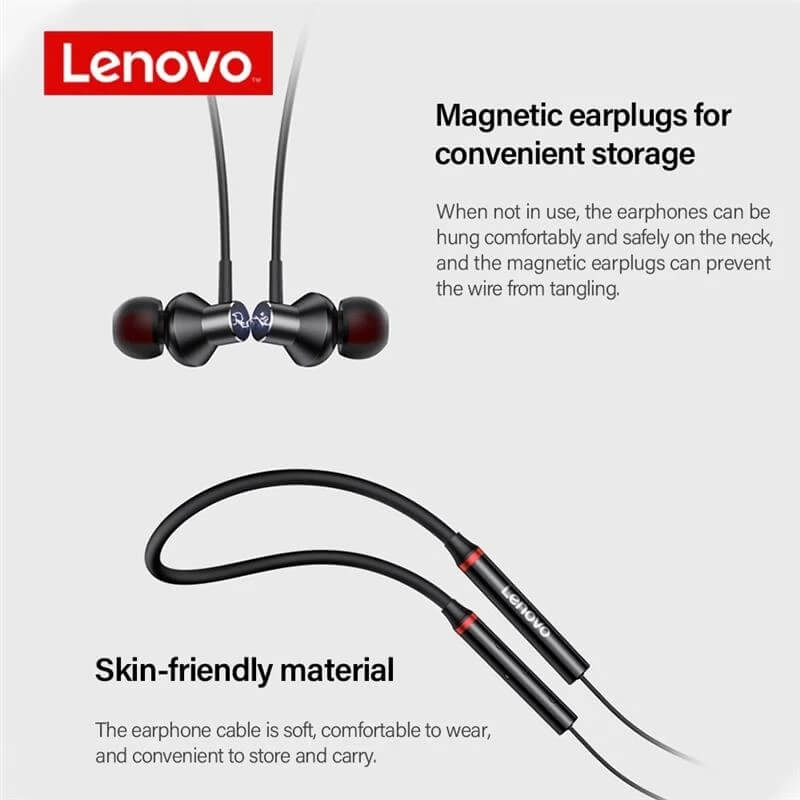 Lenovo
Magnetic earplugs for
convenient storage
When not in use, the earphones can be
hung comfortably and safely on the neck,
and the magnetic earplugs can prevent
the wire from tangling.
Lenovo
Skin-friendly material
The earphone cable is soft, comfortable to wear,
and convenient to store and carry.